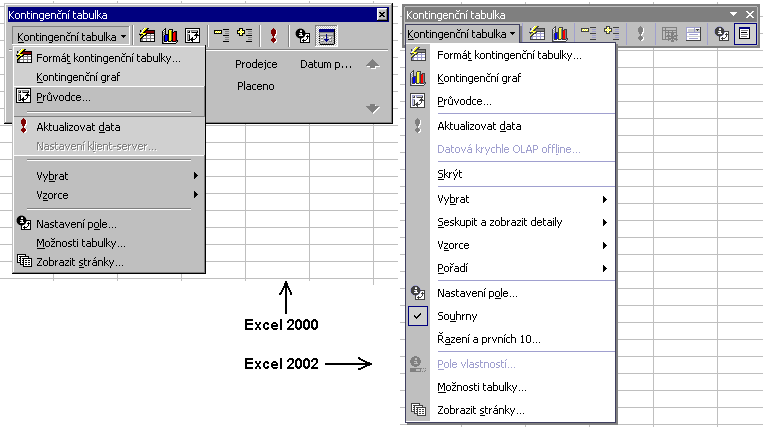 Kontingenční tabulka
Kontingenční tabulka
Formát kontingenční tabulky...
Kontingenční graf
Průvodce...
Aktualizovat data
Nastavení klient-server...
Vybrat
Vzorce
Nastavení pole...
Možnosti tabulky...
Zobrazit stránky...
Prodejce Datum p...
Placeno
Excel 2000
Excel 2002
Kontingenční tabulka
Kontingenční tabulka
Formát kontingenční tabulky...
Kontingenční graf
Průvodce...
Aktualizovat data
Datová krychle OLAP offline...
Skrýt
Vybrat
Seskupit a zobrazit detaily
Vzorce
Pořadí
Nastavení pole...
Souhrny
Řazení a prvních 10...
Pole vlastností...
Možnosti tabulky...
Zobrazit stránky...